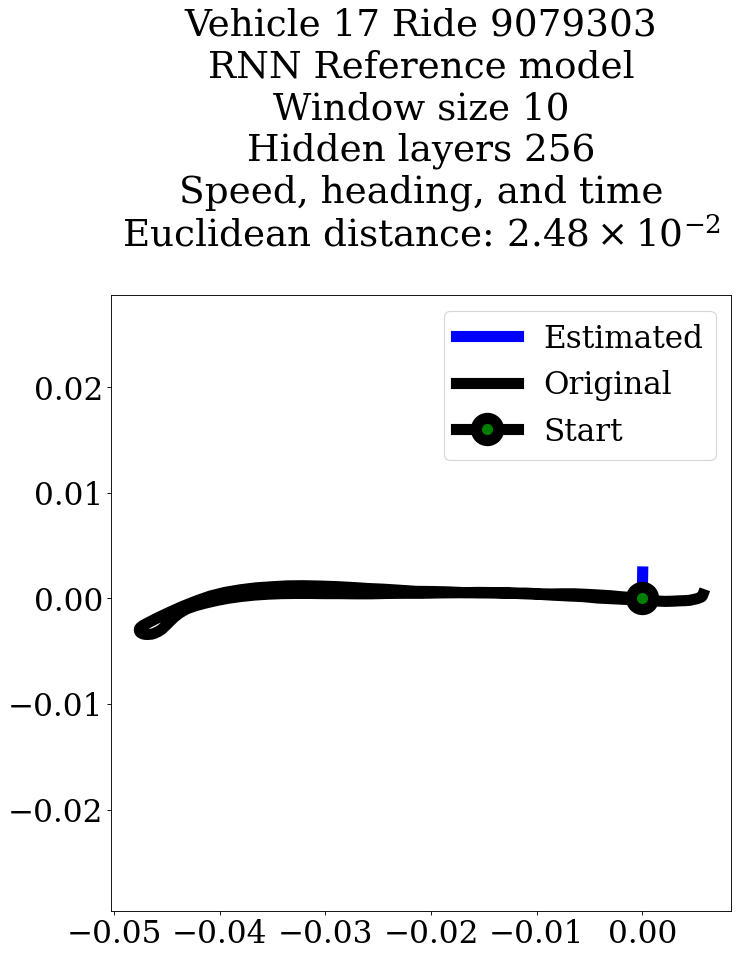 Vehicle 17 Ride 9079303
RNN Reference model
Window size 10
Hidden layers 256
Speed, heading, and time
Euclidean distance: 2.48 × 10⁻²
Estimated
Original
Start
0.02
0.01
0.00
−0.01
−0.02
−0.05 −0.04 −0.03 −0.02 −0.01 0.00